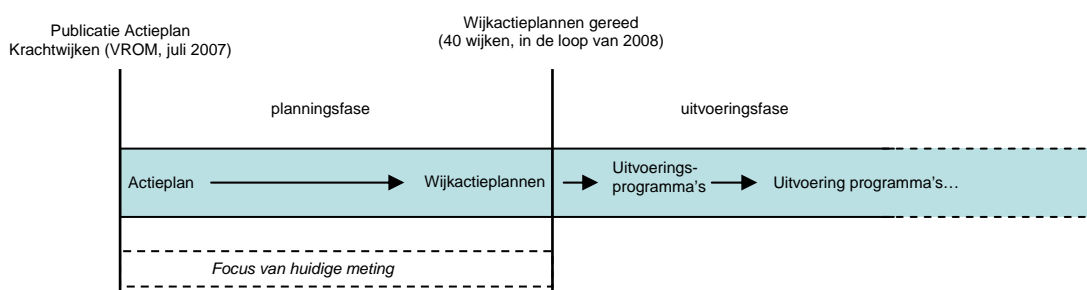 Publicatie Actieplan
Krachtwijken (VROM, juli 2007)
Wijkactieplannen gereed
(40 wijken, in de loop van 2008)
planningsfase
uitvoeringsfase
Actieplan
Wijkactieplannen
Uitvoerings-
programma's
Uitvoering programma's…
Focus van huidige meting